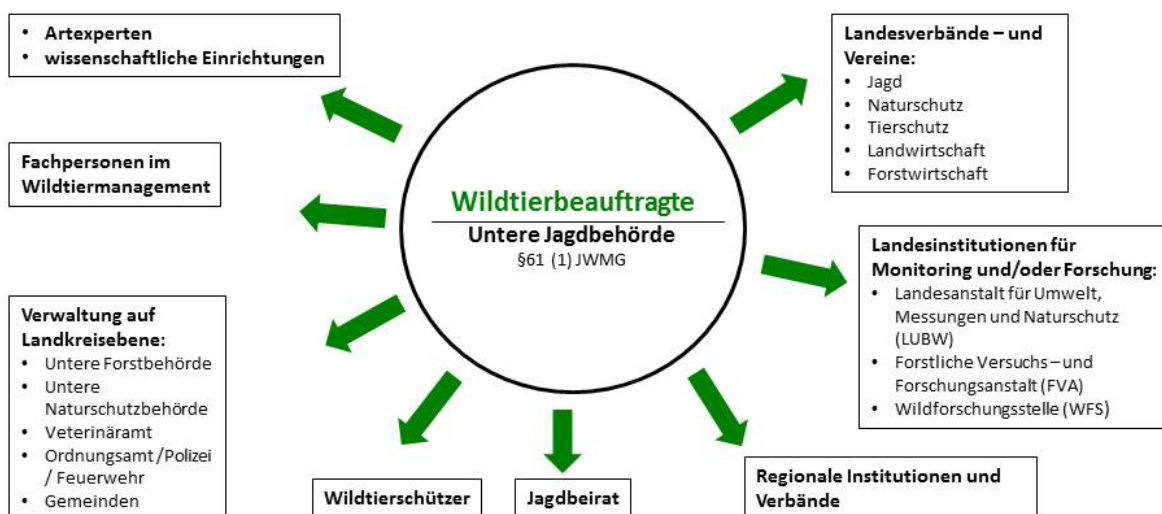 • Artexperten
• wissenschaftliche Einrichtungen
Fachpersonen im
Wildtiermanagement
Verwaltung auf
Landkreisebene:
• Untere Forstbehörde
• Untere
Naturschutzbehörde
• Veterinäramt
• Ordnungsamt /Polizei
/ Feuerwehr
• Gemeinden
Wildtierbeauftragte
Untere Jagdbehörde
§61 (1) JWMG
Wildtierschützer
Jagdbeirat
Regionale Institutionen und
Verbände
Landesverbände – und
Vereine:
• Jagd
• Naturschutz
• Tierschutz
• Landwirtschaft
• Forstwirtschaft
Landesinstitutionen für
Monitoring und/oder Forschung:
• Landesanstalt für Umwelt,
Messungen und Naturschutz
(LUBW)
• Forstliche Versuchs – und
Forschungsanstalt (FVA)
• Wildforschungsstelle (WFS)